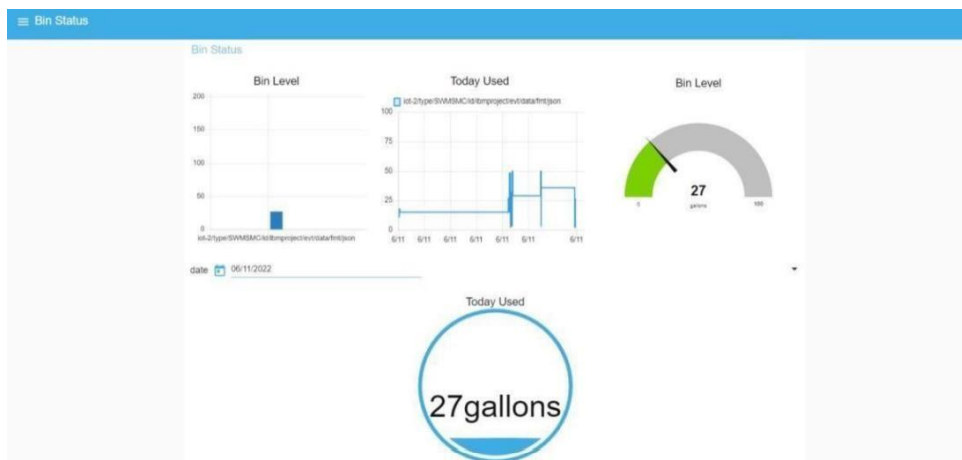 Bin Status
Bin Status
Bin Level
200
150
100
50
0
iot-2/type/SWMSMC/id/ibmproject/evt/data/fmt/json
Today Used
iot-2/type/SWMSMC/id/ibmproject/evt/data/fmt/json
100
75
50
25
0
6/11 6/11 6/11 6/11 6/11 6/11 6/11
Bin Level
27
gallons
0 100
date 06/11/2022
Today Used
27gallons